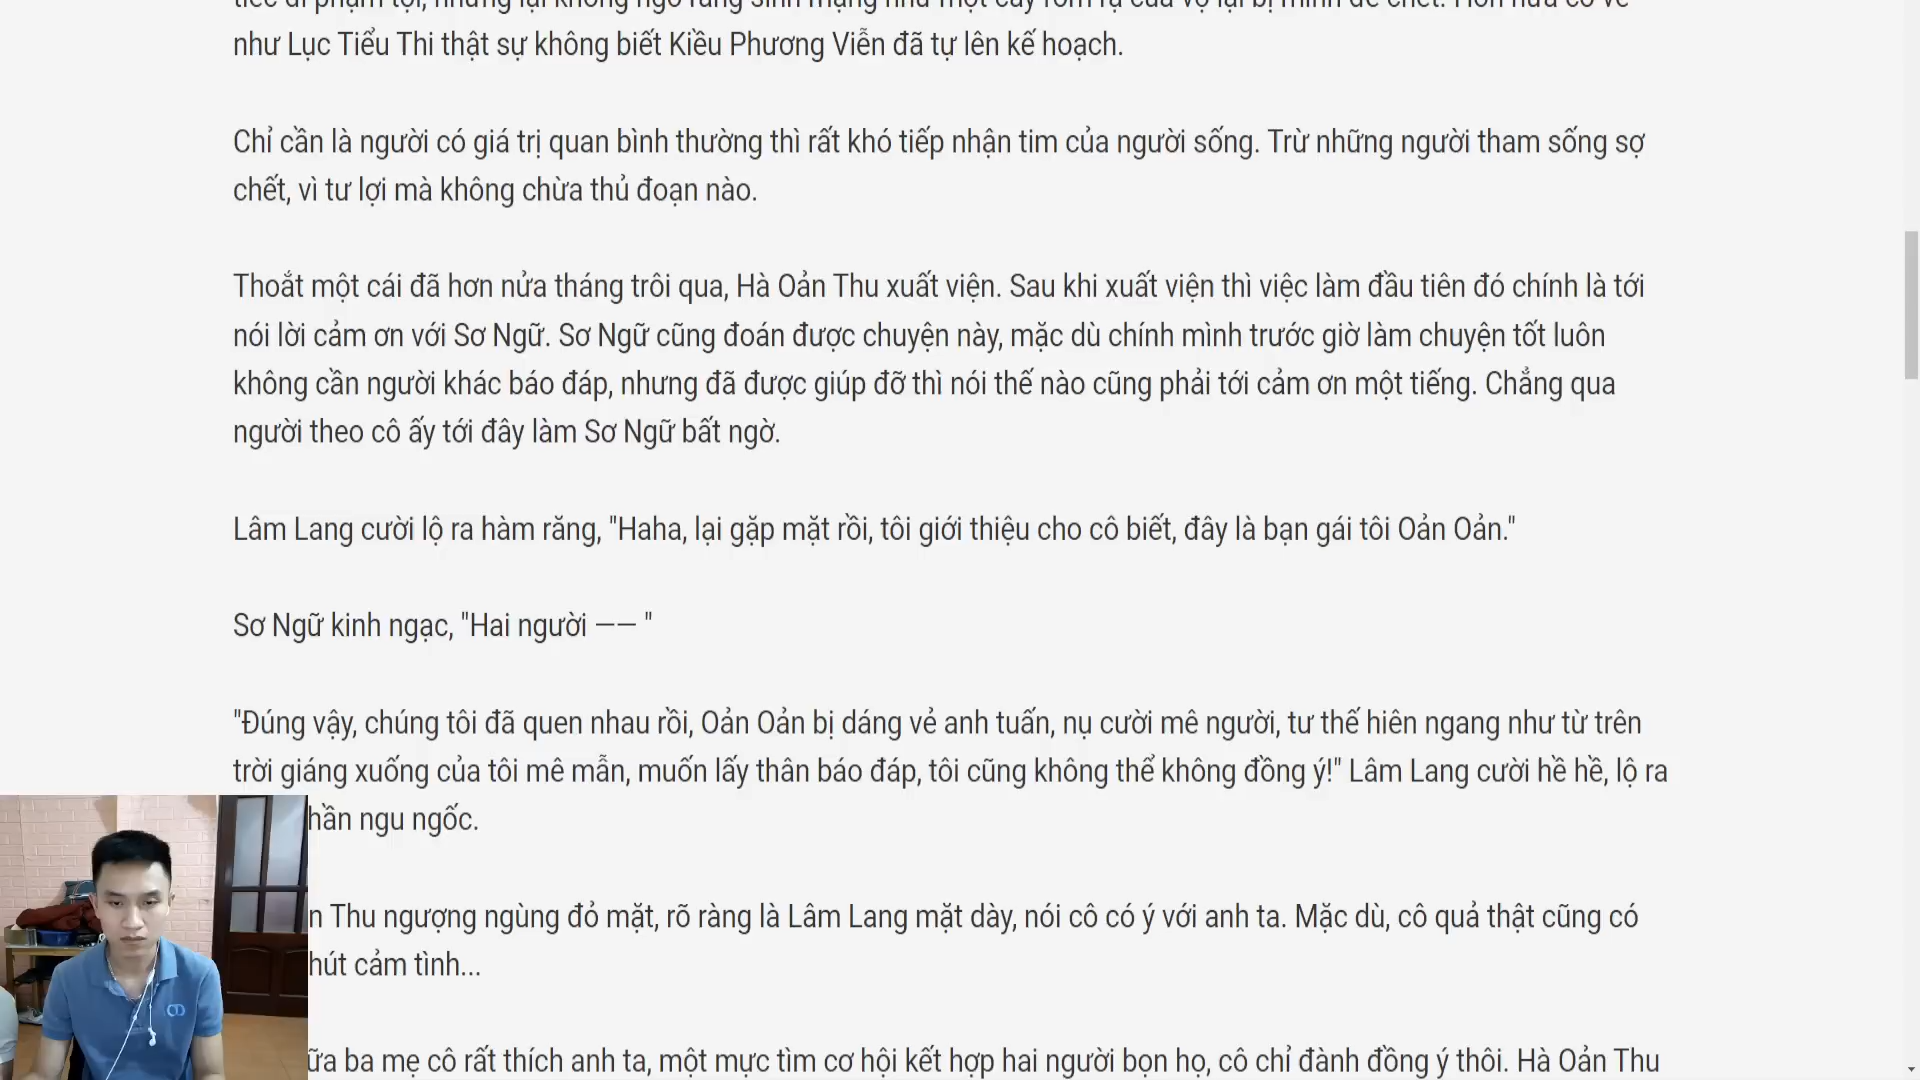 như Lục Tiểu Thi thật sự không biết Kiều Phương Viễn đã tự lên kế hoạch.
Chỉ cần là người có giá trị quan bình thường thì rất khó tiếp nhận tim của người sống. Trừ những người tham sống sợ
chết, vì tư lợi mà không chừa thủ đoạn nào.
Thoắt một cái đã hơn nửa tháng trôi qua, Hà Oản Thu xuất viện. Sau khi xuất viện thì việc làm đầu tiên đó chính là tới
nói lời cảm ơn với Sơ Ngữ. Sơ Ngữ cũng đoán được chuyện này, mặc dù chính mình trước giờ làm chuyện tốt luôn
không cần người khác báo đáp, nhưng đã được giúp đỡ thì nói thế nào cũng phải tới cảm ơn một tiếng. Chẳng qua
người theo cô ấy tới đây làm Sơ Ngữ bất ngờ.
Lâm Lang cười lộ ra hàm răng, "Haha, lại gặp mặt rồi, tôi giới thiệu cho cô biết, đây là bạn gái tôi Oản Oản."
Sơ Ngữ kinh ngạc, "Hai người —— "
"Đúng vậy, chúng tôi đã quen nhau rồi, Oản Oản bị dáng vẻ anh tuấn, nụ cười mê người, tư thế hiên ngang như từ trên
trời giáng xuống của tôi mê mẫn, muốn lấy thân báo đáp, tôi cũng không thể không đồng ý!" Lâm Lang cười hề hề, lộ ra
hần ngu ngốc.
n Thu ngượng ngùng đỏ mặt, rõ ràng là Lâm Lang mặt dày, nói cô có ý với anh ta. Mặc dù, cô quả thật cũng có
hút cảm tình...
ữa ba mẹ cô rất thích anh ta, một mực tìm cơ hội kết hợp hai người bọn họ, cô chỉ đành đồng ý thôi. Hà Oản Thu